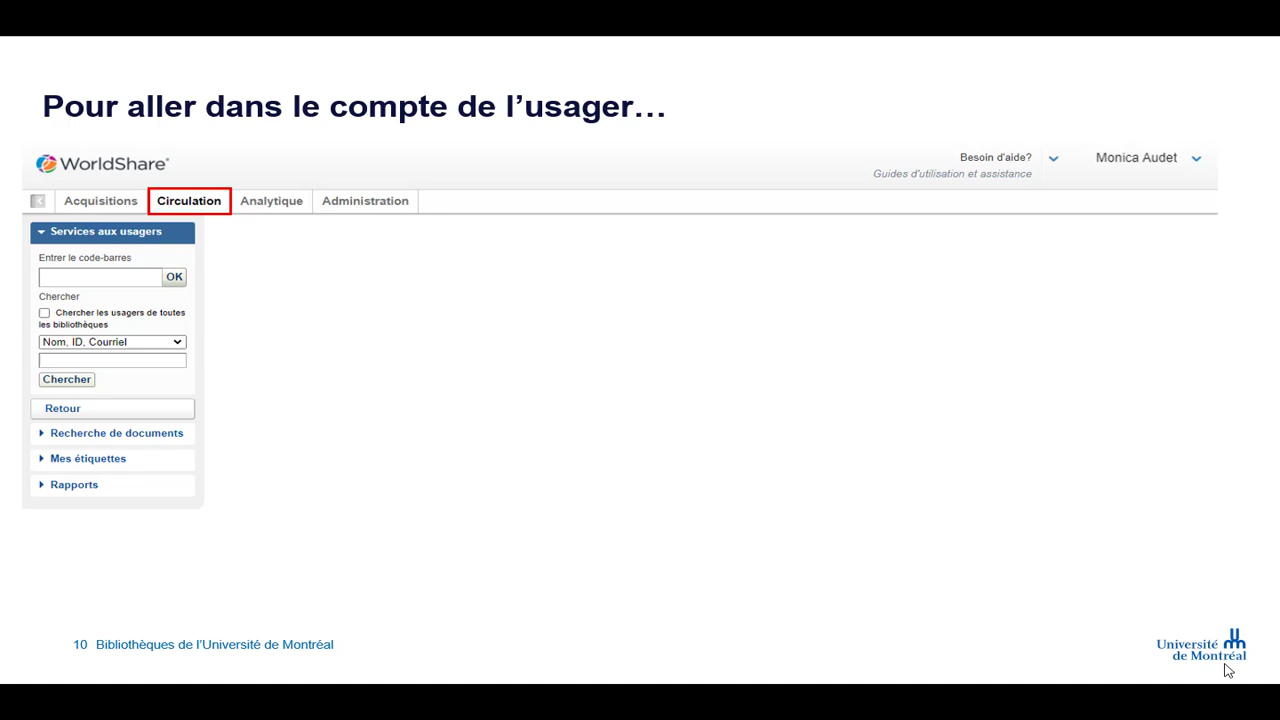 Pour aller dans le compte de l’usager…
WorldShare®
Besoin d'aide?
Guides d'utilisation et assistance
Monica Audet
Acquisitions
Circulation
Analytique
Administration
Services aux usagers
Entrer le code-barres
OK
Chercher
Chercher les usagers de toutes
les bibliothèques
Nom, ID, Courriel
Chercher
Retour
Recherche de documents
Mes étiquettes
Rapports
10 Bibliothèques de l’Université de Montréal
Université
de Montréal